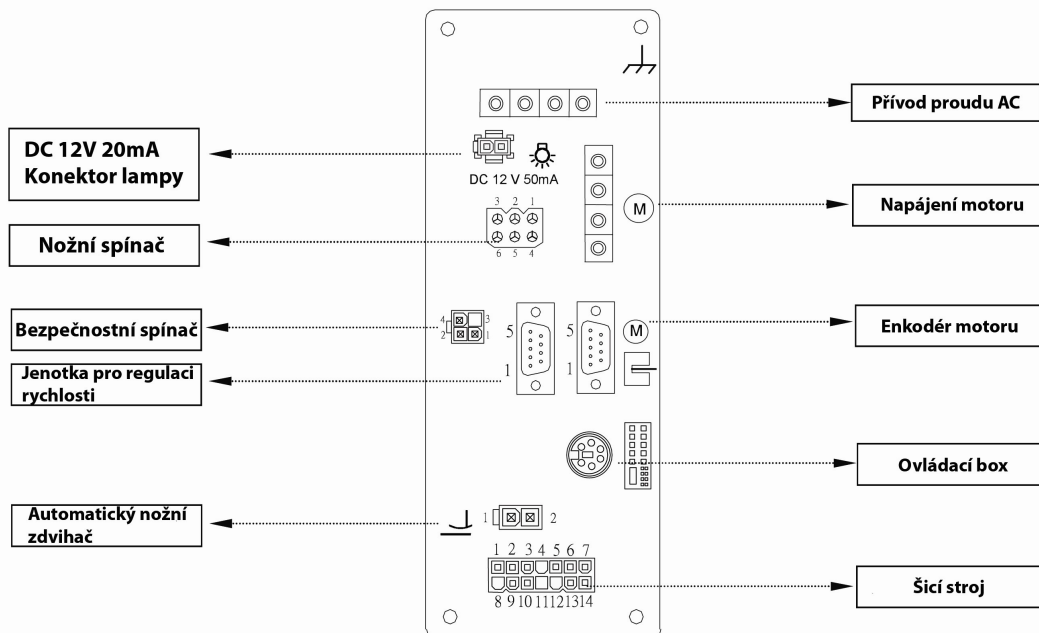 Přívod proudu AC
DC 12V 20mA
Konektor lampy
DC 12 V 50mA
3 2 1
6 5 4
M
Napájení motoru
Nožní spínač
Bezpečnostní spínač
4 3
2 1
5
1
5
1
M
Enkodér motoru
Jenotka pro regulaci
rychlosti
Ovládací box
Automatický nožní
zdvihač
1 2
1 2 3 4 5 6 7
8 9 10 11 12 13 14
Šicí stroj